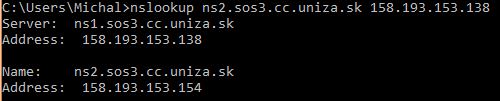 C:\Users\Michal>nslookup ns2.sos3.cc.uniza.sk 158.193.153.138
Server:  ns1.sos3.cc.uniza.sk
Address:  158.193.153.138

Name:    ns2.sos3.cc.uniza.sk
Address:  158.193.153.154